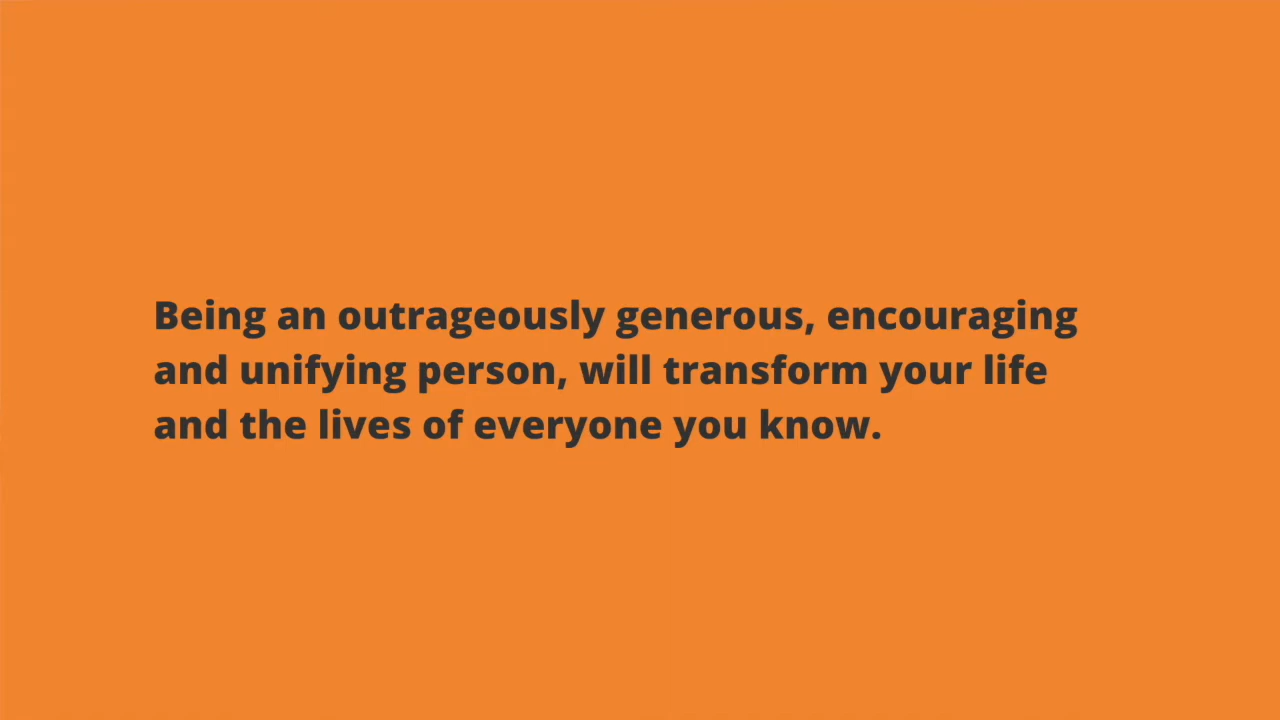 Being an outrageously generous, encouraging
and unifying person, will transform your life
and the lives of everyone you know.